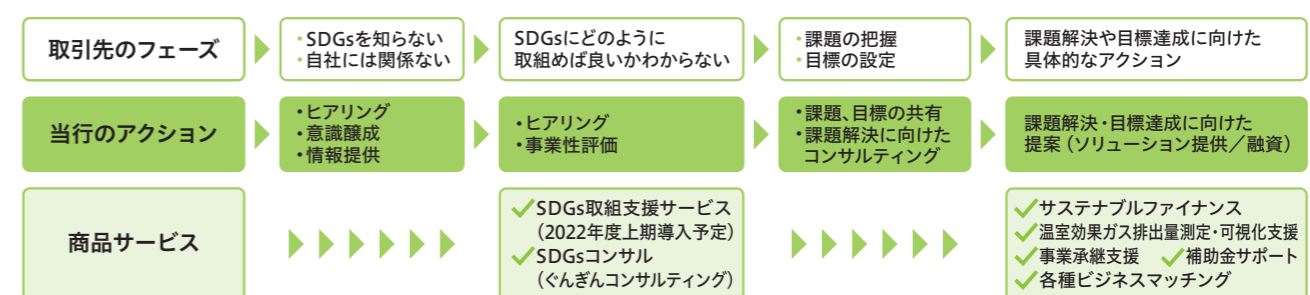 取引先のフェーズ
・SDGsを知らない
・自社には関係ない
SDGsにどのように
取組めば良いかわからない
・課題の把握
・目標の設定
課題解決や目標達成に向けた
具体的なアクション
当行のアクション
・ヒアリング
・意識醸成
・情報提供
・ヒアリング
・事業性評価
・課題、目標の共有
・課題解決に向けた
コンサルティング
課題解決・目標達成に向けた
提案（ソリューション提供／融資）
商品サービス
SDGs取組支援サービス
（2022年度上期導入予定）
SDGsコンサル
（ぐんぎんコンサルティング）
サステナブルファイナンス
温室効果ガス排出量測定・可視化支援
事業承継支援 補助金サポート
各種ビジネスマッチング